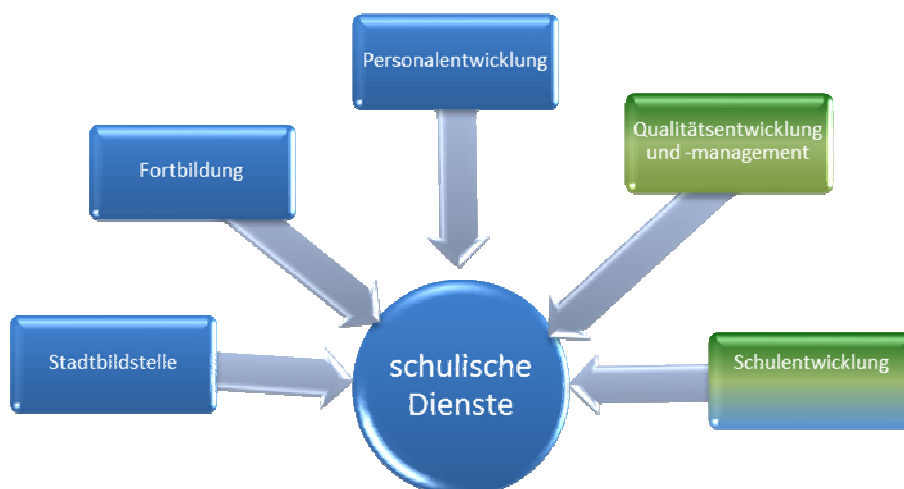 Personalentwicklung
Qualitätsentwicklung
und -management
Fortbildung
Stadtbildstelle
schulische
Dienste
Schulentwicklung